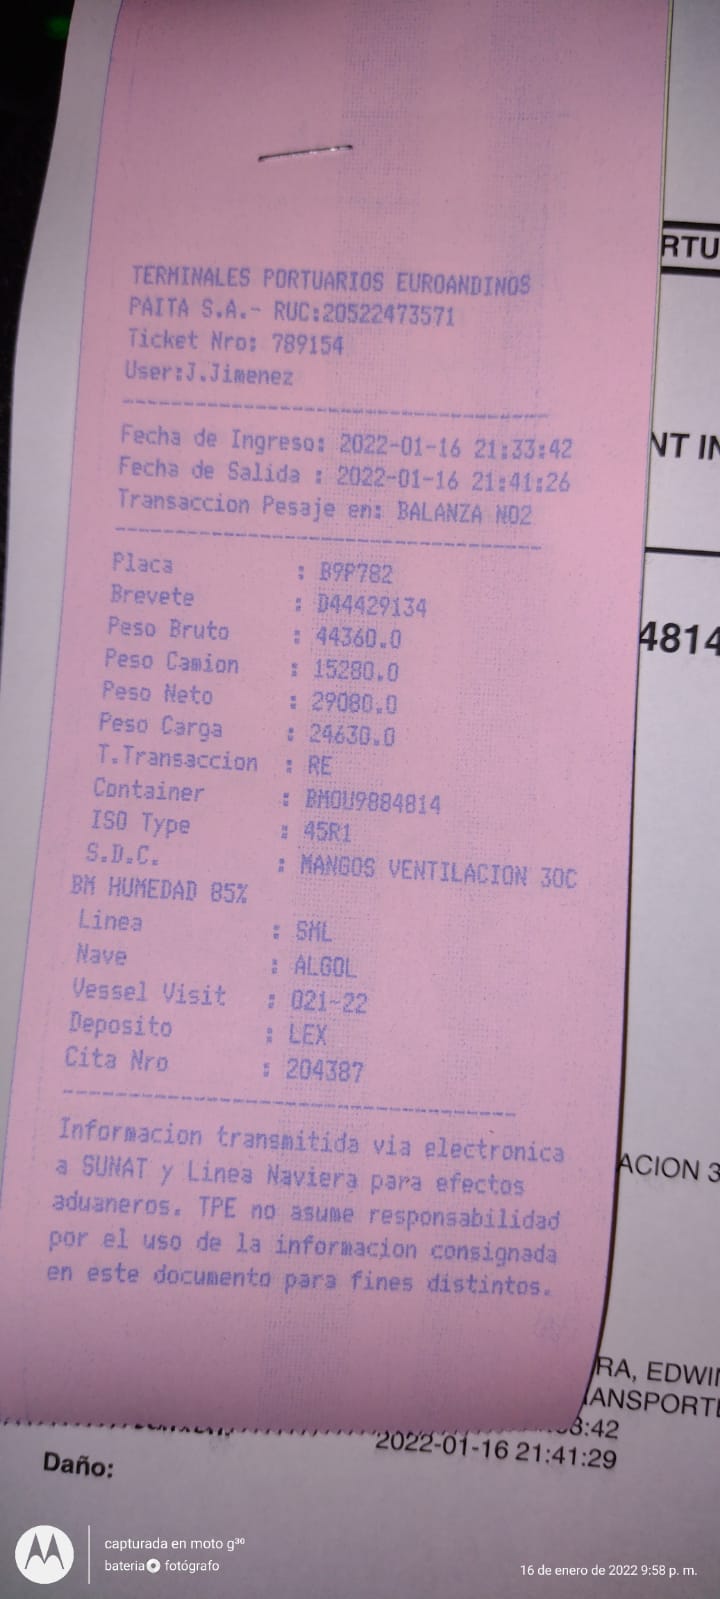 TERMINALES PORTUARIOS EUROANDINOS
PAITA S.A.- RUC:20522473571
Ticket Nro: 789154
User:J.Jimenez
Fecha de Ingreso: 2022-01-16 21:33:42
Fecha de Salida : 2022-01-16 21:41:26
Transaccion Pesaje en: BALANZA NO2
Placa : B9P782
Brevete : D44429134
Peso Bruto : 44360.0
Peso Camion : 15280.0
Peso Neto : 29080.0
Peso Carga : 24630.0
T.Transaccion : RE
Container : BMOU9884814
ISO Type : 45R1
S.D.C. : MANGOS VENTILACION 30C
BM HUMEDAD 85%
Linea : SML
Nave : ALGOL
Vessel Visit : 021-22
Deposito : LEX
Cita Nro : 204387
Informacion transmitida via electronica
a SUNAT y Linea Naviera para efectos
aduaneros. TPE no asume responsabilidad
por el uso de la informacion consignada
en este documento para fines distintos.
RTU
NT IN
4814
ACION 3
RA, EDWI
ANSPORT
3:42
2022-01-16 21:41:29
Daño:
capturada en moto g³⁰
bateria fotógrafo
16 de enero de 2022 9:58 p. m.